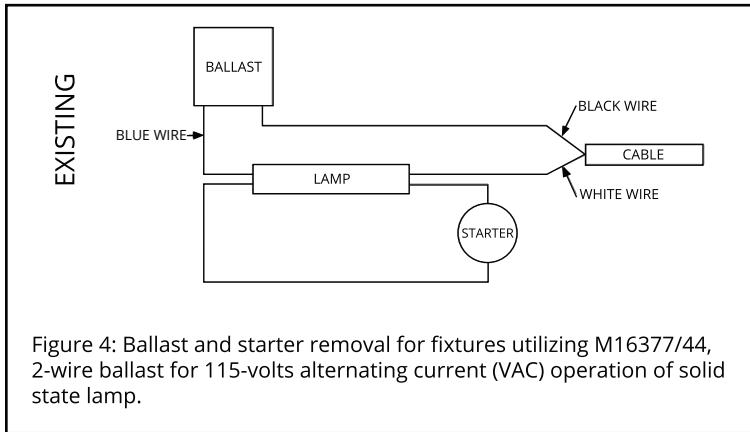 EXISTING
BALLAST
BLACK WIRE
BLUE WIRE
CABLE
LAMP
WHITE WIRE
STARTER
Figure 4: Ballast and starter removal for fixtures utilizing M16377/44,
2-wire ballast for 115-volts alternating current (VAC) operation of solid
state lamp.